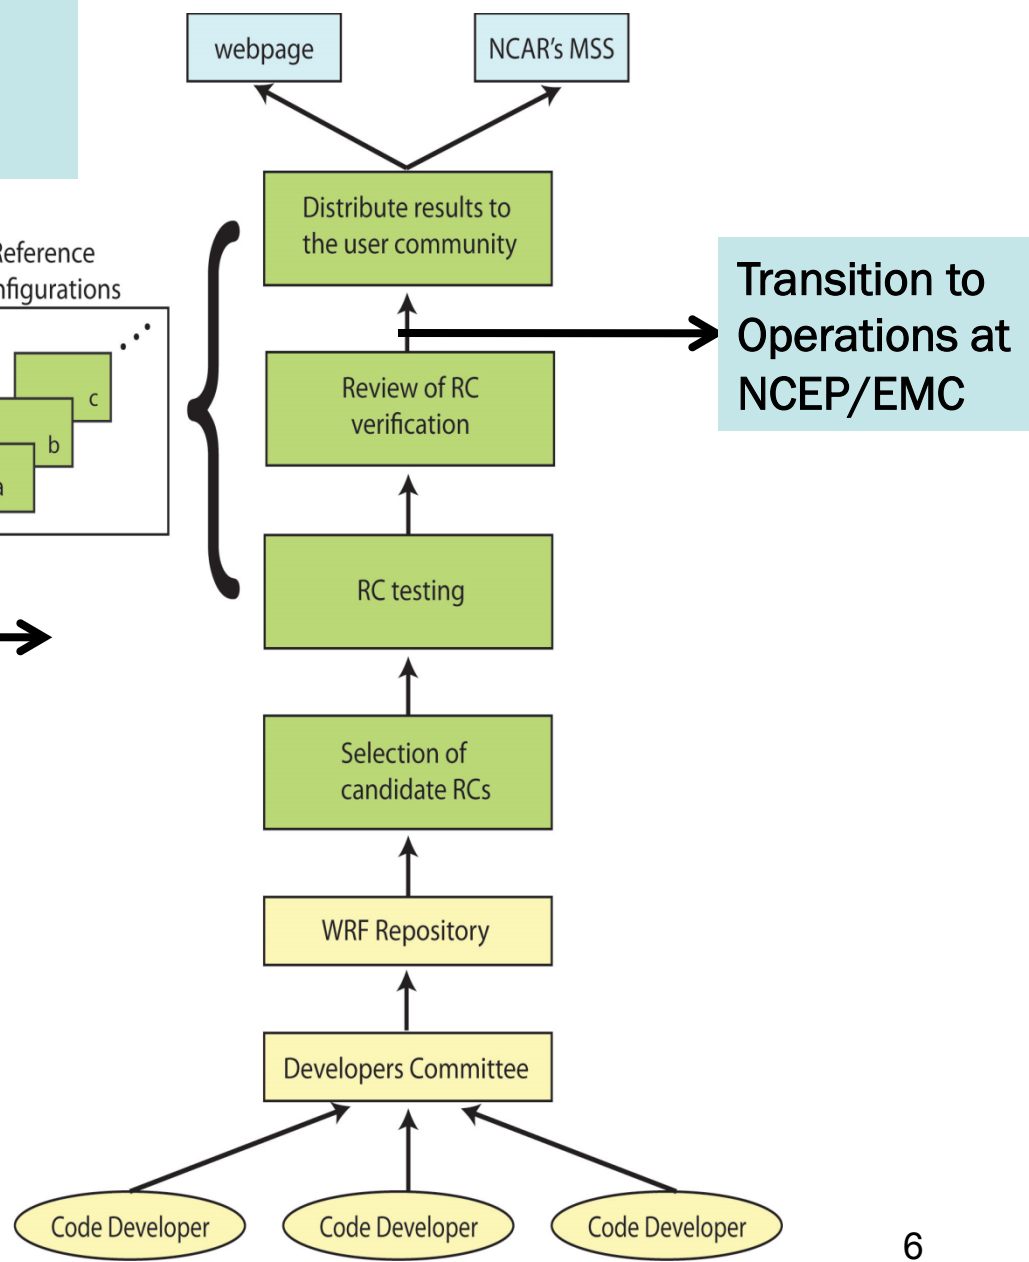 webpage
NCAR's MSS
Distribute results to
the user community
Transition to
Operations at
NCEP/EMC
Review of RC
verification
c
b
a
RC testing
Selection of
candidate RCs
WRF Repository
Developers Committee
Code Developer
Code Developer
Code Developer
6